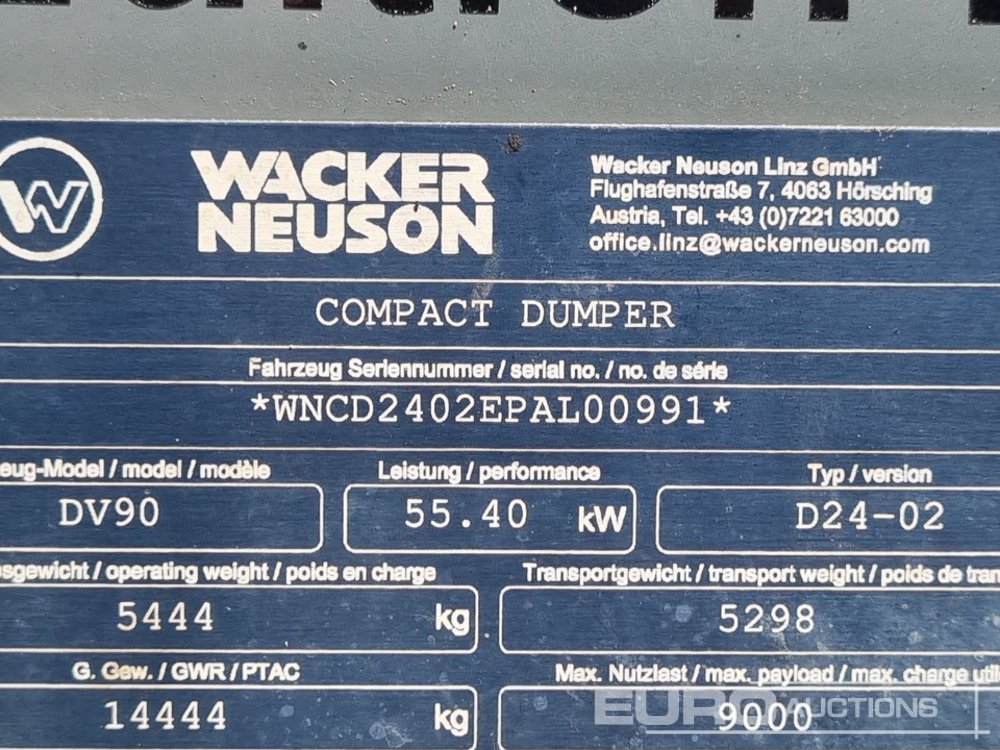 WACKER
NEUSON
Wacker Neuson Linz GmbH
Flughafenstraße 7, 4063 Hörsching
Austria, Tel. +43 (0)7221 63000
office.linz@wackerneuson.com
COMPACT DUMPER
Fahrzeug Seriennummer / serial no. / no. de série
*WNCD2402EPAL00991*
eug-Model / model / modèle
Leistung / performance
Typ / version
DV90
55.40 kW
D24-02
sgewicht / operating weight / poids en charge
Transportgewicht / transport weight / poids de tran
5444 kg
5298
G. Gew. / GWR / PTAC
Max. Nutzlast / max. payload / max. charge util
14444 kg
9000
EURO AUCTIONS